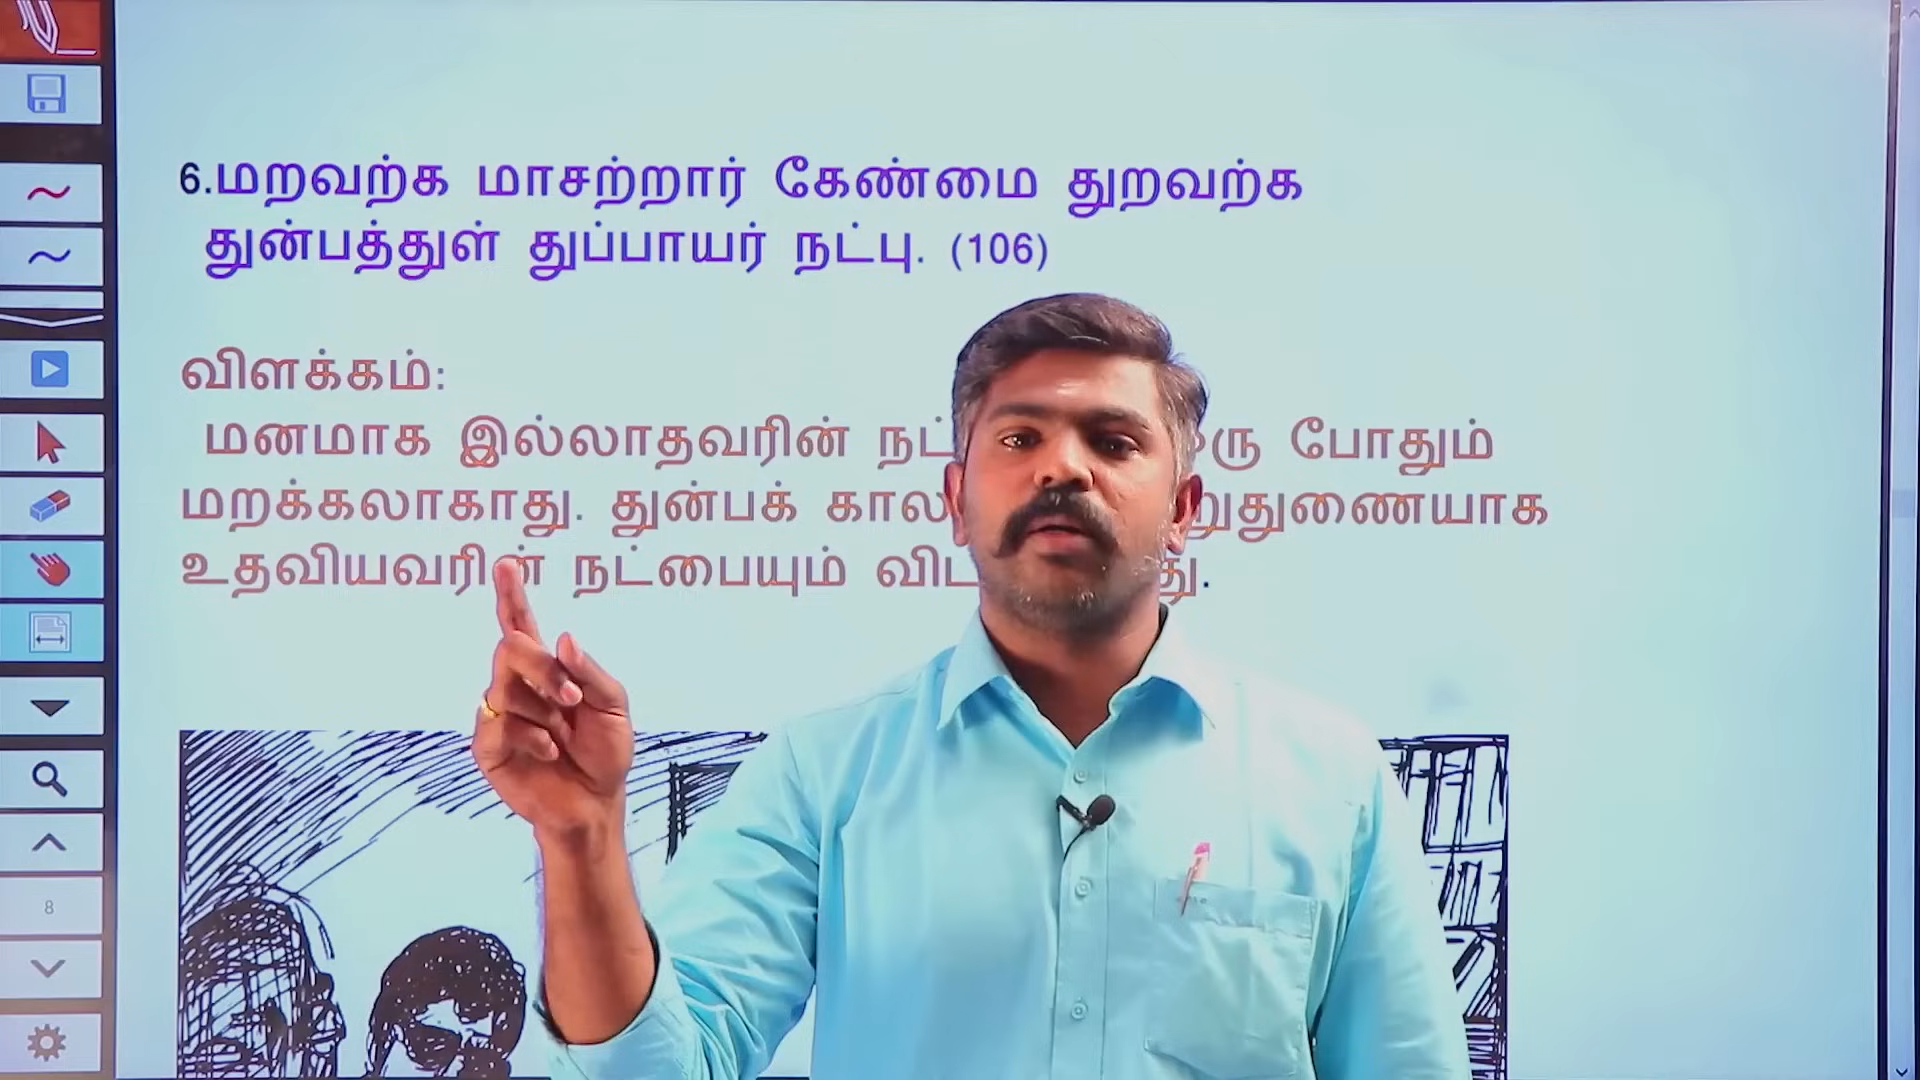 6.மறவற்க மாசற்றார் கேண்மை துறவற்க
துன்பத்துள் துப்பாயர் நட்பு. (106)
விளக்கம்:
மனமாக இல்லாதவரின் போதும்
மறக்கலாகாது. துன்பக்
உதவியவரின் நட்பையும்
8